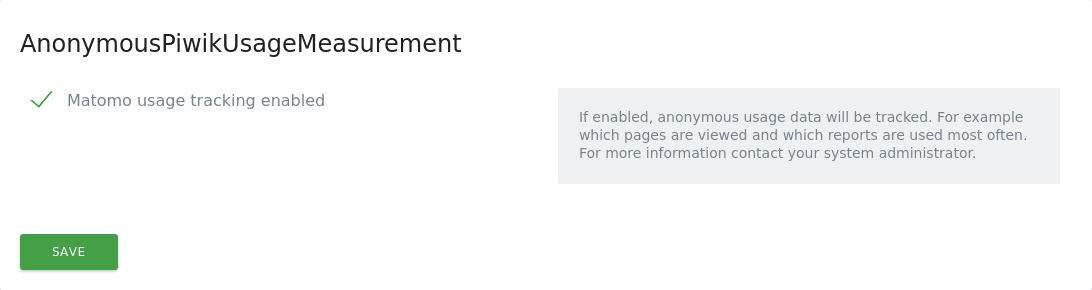 AnonymousPiwikUsageMeasurement
Matomo usage tracking enabled
If enabled, anonymous usage data will be tracked. For example
which pages are viewed and which reports are used most often.
For more information contact your system administrator.
SAVE